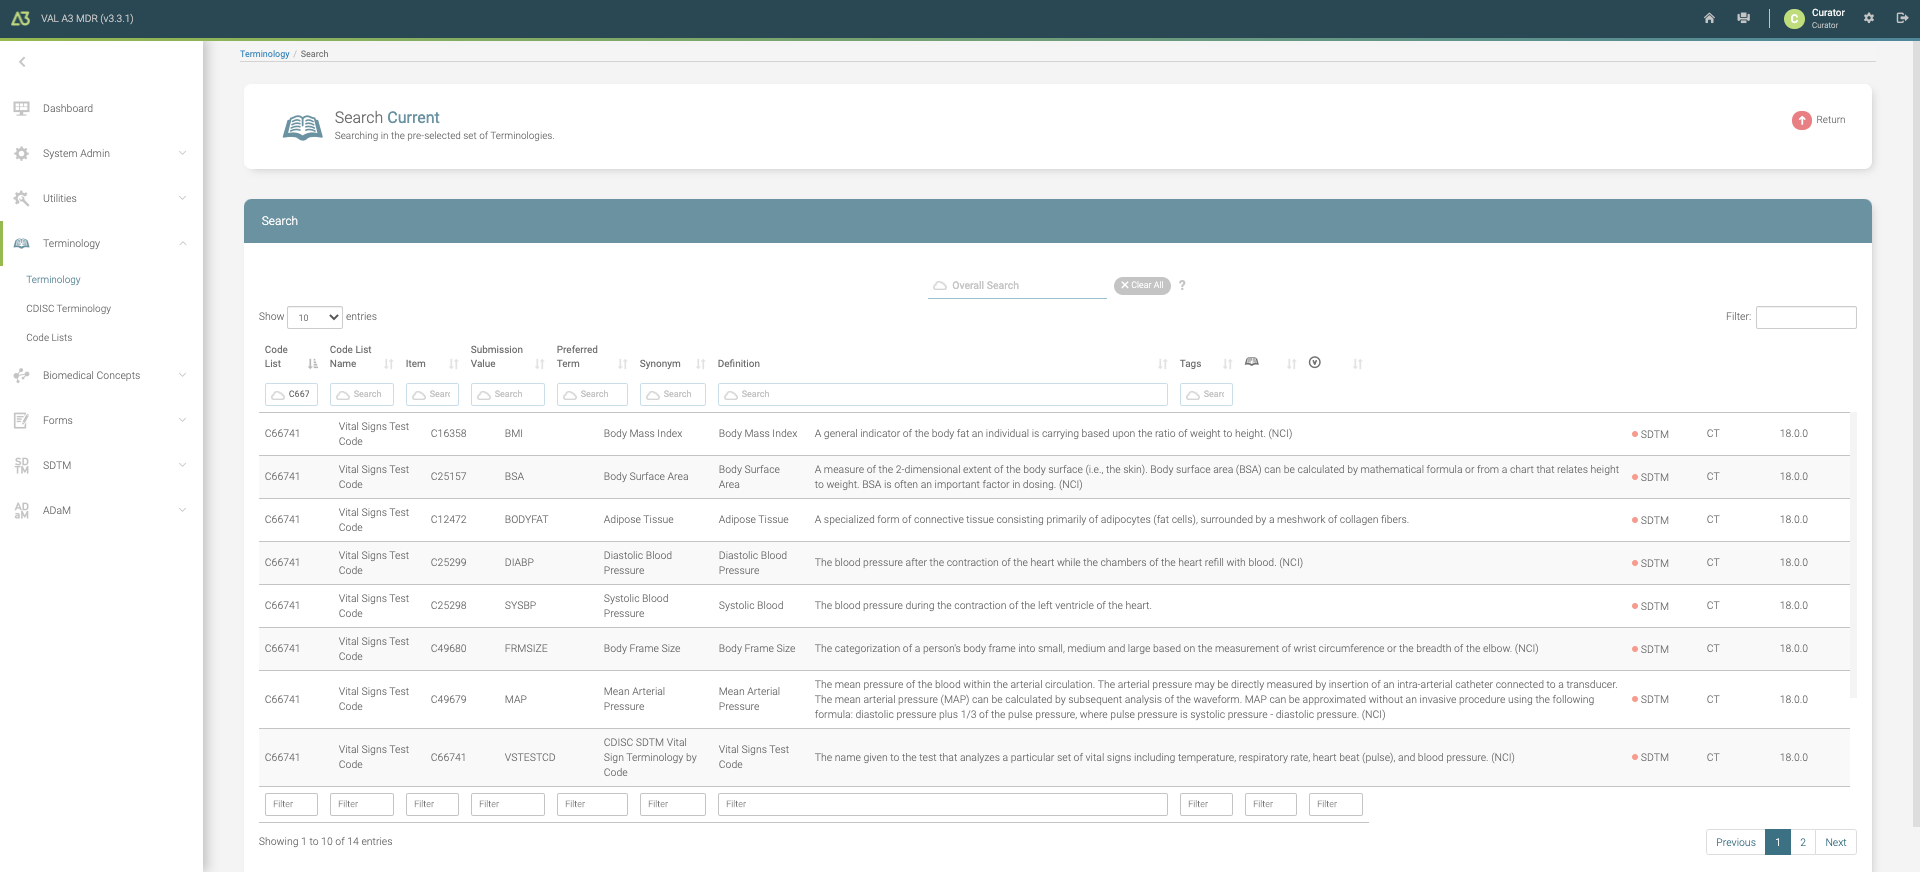 A3 VAL A3 MDR (v3.3.1)
C Curator
Curator
Terminology / Search
Dashboard
System Admin
Utilities
Terminology
Terminology
CDISC Terminology
Code Lists
Biomedical Concepts
Forms
SDTM SDTM
ADaM ADaM
Search Current
Searching in the pre-selected set of Terminologies.
Return
Search
Overall Search Clear All ?
Show 10 entries Filter:
Code List Code List Name Item Submission Value Preferred Term Synonym Definition Tags
C667 Search Sear Search Search Search Search Sear
C66741 Vital Signs Test Code C16358 BMI Body Mass Index Body Mass Index A general indicator of the body fat an individual is carrying based upon the ratio of weight to height. (NCI) SDTM CT 18.0.0
C66741 Vital Signs Test Code C25157 BSA Body Surface Area Body Surface Area A measure of the 2-dimensional extent of the body surface (i.e., the skin). Body surface area (BSA) can be calculated by mathematical formula or from a chart that relates height to weight. BSA is often an important factor in dosing. (NCI) SDTM CT 18.0.0
C66741 Vital Signs Test Code C12472 BODYFAT Adipose Tissue Adipose Tissue A specialized form of connective tissue consisting primarily of adipocytes (fat cells), surrounded by a meshwork of collagen fibers. SDTM CT 18.0.0
C66741 Vital Signs Test Code C25299 DIABP Diastolic Blood Pressure Diastolic Blood Pressure The blood pressure after the contraction of the heart while the chambers of the heart refill with blood. (NCI) SDTM CT 18.0.0
C66741 Vital Signs Test Code C25298 SYSBP Systolic Blood Pressure Systolic Blood The blood pressure during the contraction of the left ventricle of the heart. SDTM CT 18.0.0
C66741 Vital Signs Test Code C49680 FRMSIZE Body Frame Size Body Frame Size The categorization of a person's body frame into small, medium and large based on the measurement of wrist circumference or the breadth of the elbow. (NCI) SDTM CT 18.0.0
C66741 Vital Signs Test Code C49679 MAP Mean Arterial Pressure Mean Arterial Pressure The mean pressure of the blood within the arterial circulation. The arterial pressure may be directly measured by insertion of an intra-arterial catheter connected to a transducer. The mean arterial pressure (MAP) can be calculated by subsequent analysis of the waveform. MAP can be approximated without an invasive procedure using the following formula: diastolic pressure plus 1/3 of the pulse pressure, where pulse pressure is systolic pressure - diastolic pressure. (NCI) SDTM CT 18.0.0
C66741 Vital Signs Test Code C66741 VSTESTCD CDISC SDTM Vital Sign Terminology by Code Vital Signs Test Code The name given to the test that analyzes a particular set of vital signs including temperature, respiratory rate, heart beat (pulse), and blood pressure. (NCI) SDTM CT 18.0.0
Filter Filter Filter Filter Filter Filter Filter Filter Filter Filter
Showing 1 to 10 of 14 entries Previous 1 2 Next